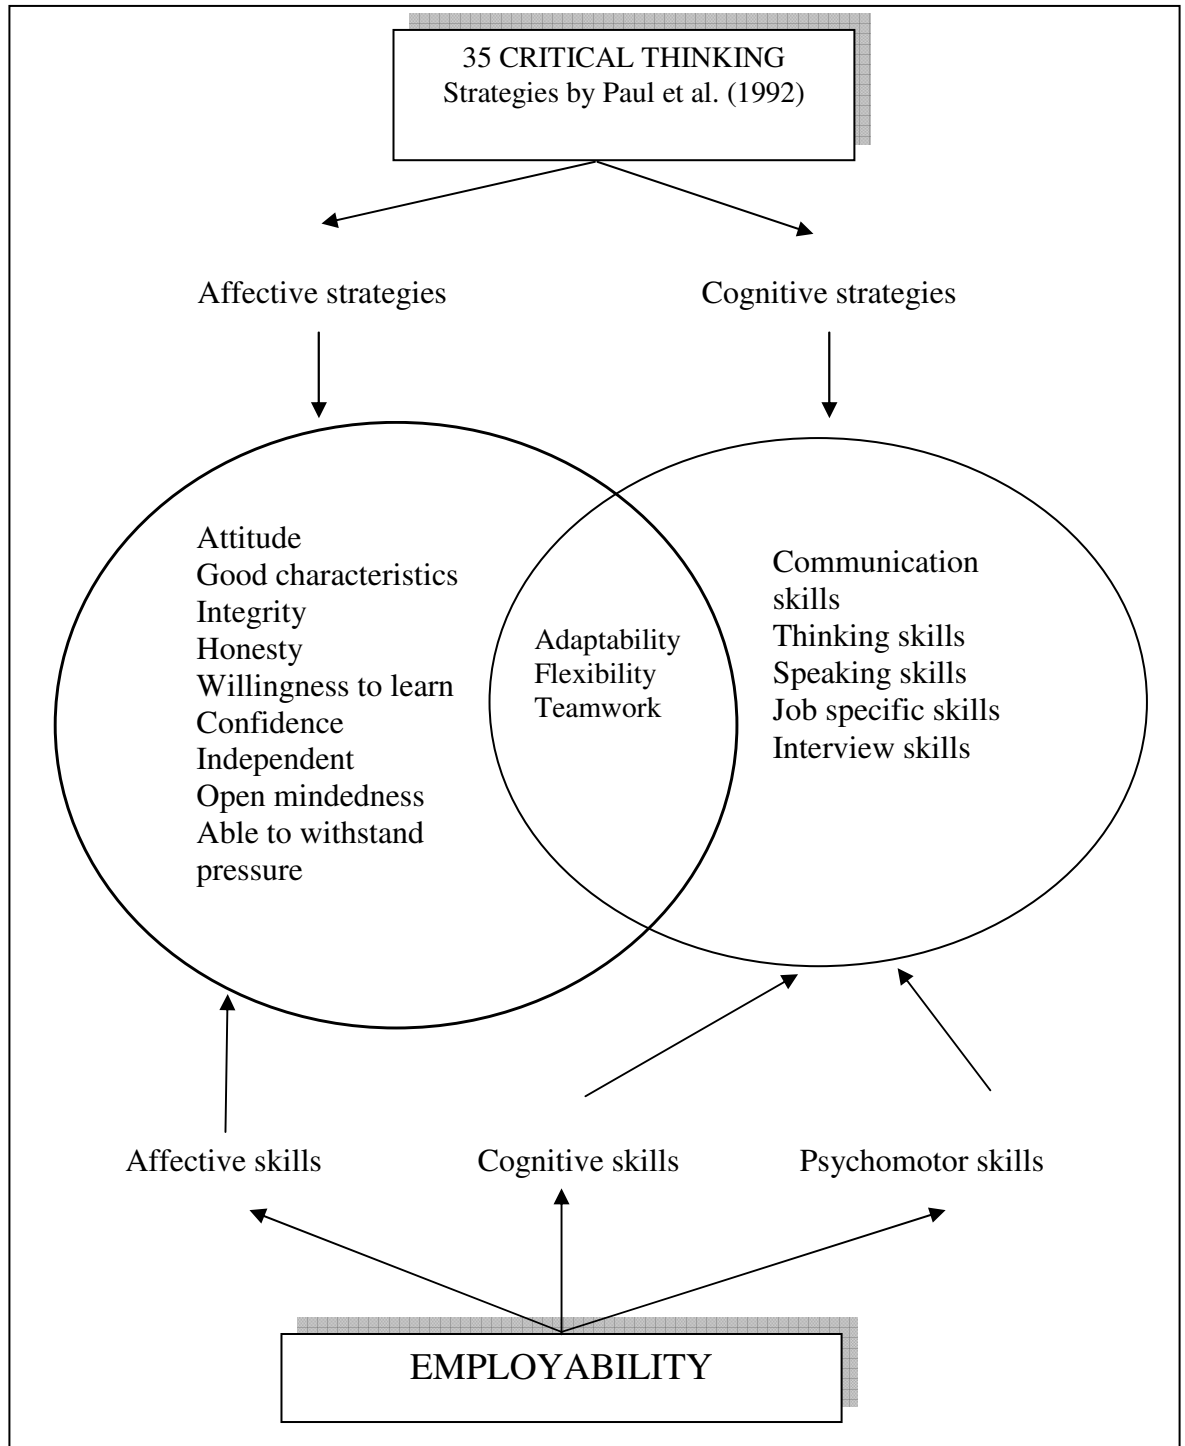 35 CRITICAL THINKING
Strategies by Paul et al. (1992)
Affective strategies
Cognitive strategies
Attitude
Good characteristics
Integrity
Honesty
Willingness to learn
Confidence
Independent
Open mindedness
Able to withstand
pressure
Adaptability
Flexibility
Teamwork
Communication
skills
Thinking skills
Speaking skills
Job specific skills
Interview skills
Affective skills
Cognitive skills
Psychomotor skills
EMPLOYABILITY